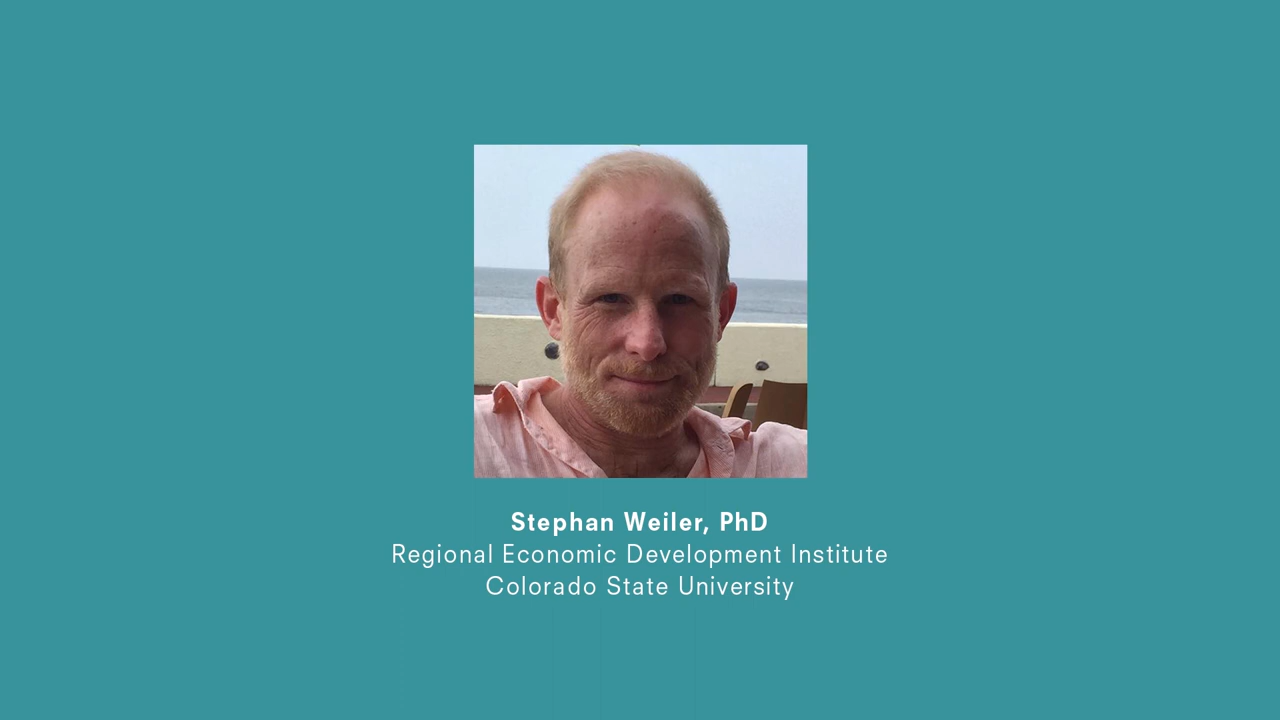 Stephan Weiler, PhD
Regional Economic Development Institute
Colorado State University